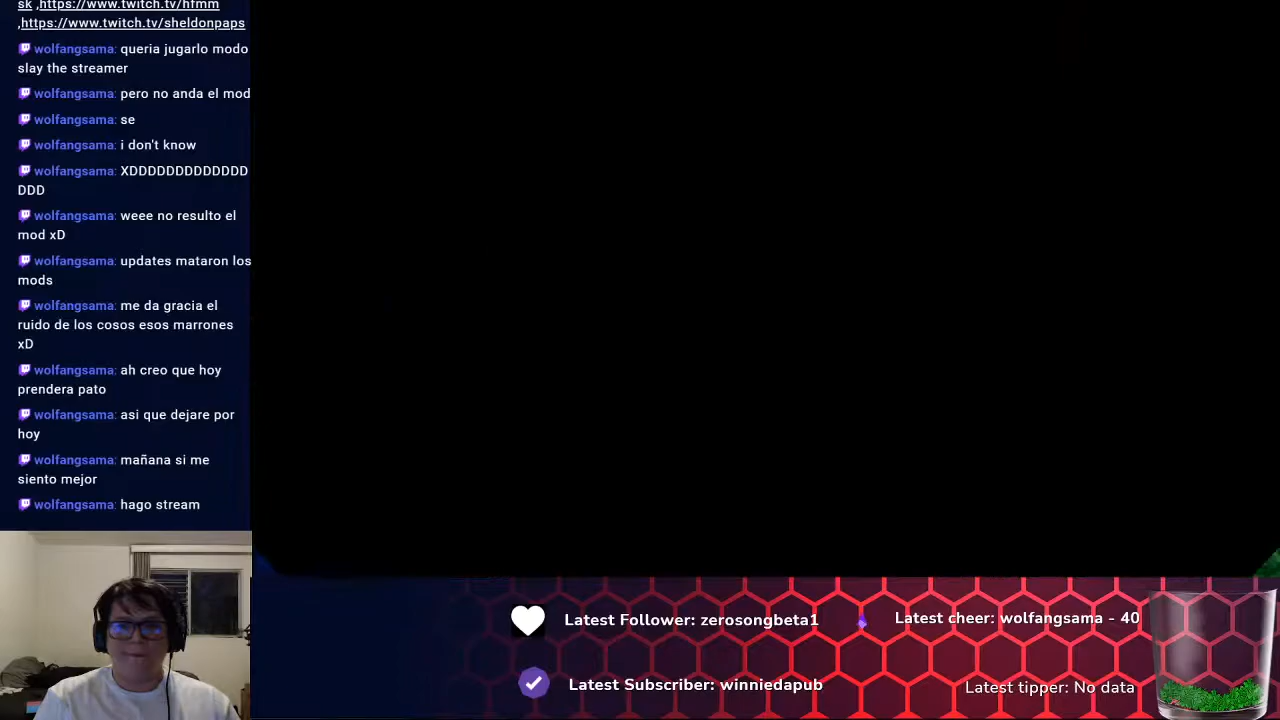 sk ,https://www.twitch.tv/hfmm
,https://www.twitch.tv/sheldonpaps
wolfangsama: queria jugarlo modo
slay the streamer
wolfangsama: pero no anda el mod
wolfangsama: se
wolfangsama: i don't know
wolfangsama: XDDDDDDDDDDDDD
DDD
wolfangsama: weee no resulto el
mod xD
wolfangsama: updates mataron los
mods
wolfangsama: me da gracia el
ruido de los cosos esos marrones
xD
wolfangsama: ah creo que hoy
prendera pato
wolfangsama: asi que dejare por
hoy
wolfangsama: mañana si me
siento mejor
wolfangsama: hago stream
Latest Follower: zerosongbeta1
Latest cheer: wolfangsama - 40
Latest Subscriber: winniedapub
Latest tipper: No data